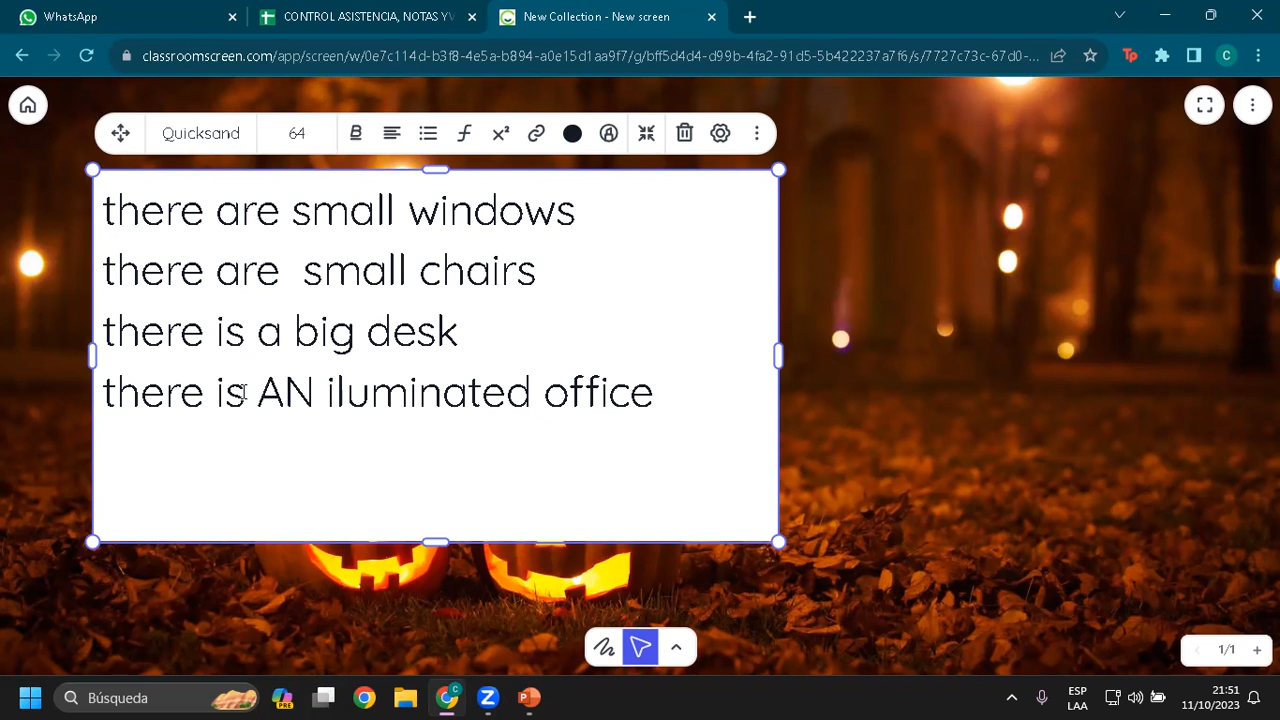 WhatsApp
CONTROL ASISTENCIA, NOTAS YV
New Collection - New screen
classroomscreen.com/app/screen/w/0e7c114d-b3f8-4e5a-b894-a0e15d1aa9f7/g/bff5d4d4-d99b-4fa2-91d5-5b422237a7f6/s/7727c73c-67d0-...
Quicksand
64
there are small windows
there are small chairs
there is a big desk
there is AN iluminated office
1/1
Búsqueda
PRE
ESP
LAA
21:51
11/10/2023